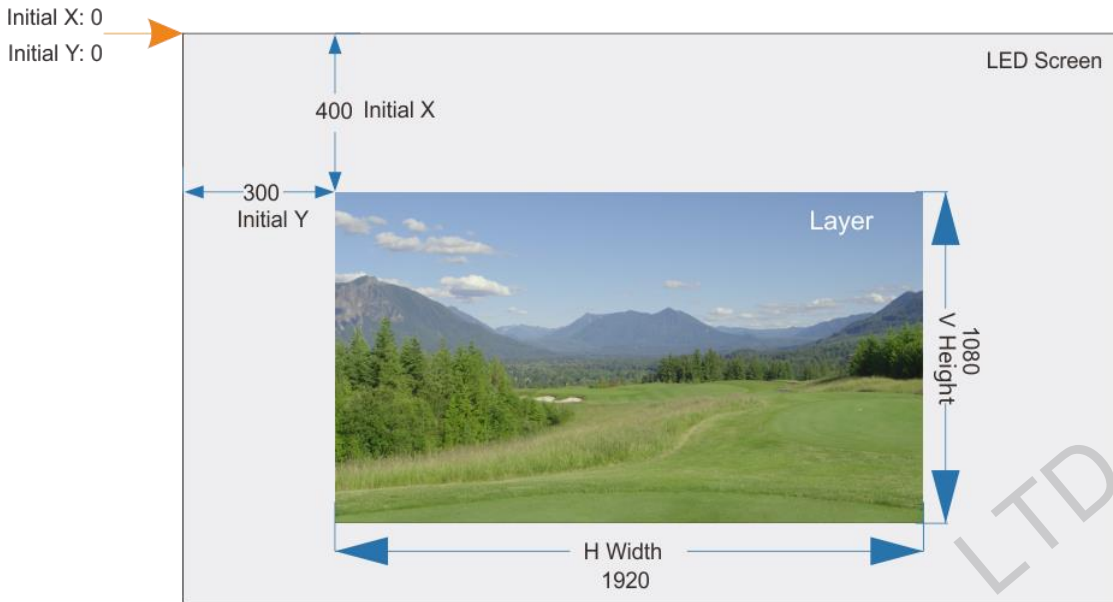 Initial X: 0
Initial Y: 0
LED Screen
400 Initial X
300
Initial Y
Layer
1080
V Height
H Width
1920
LTD